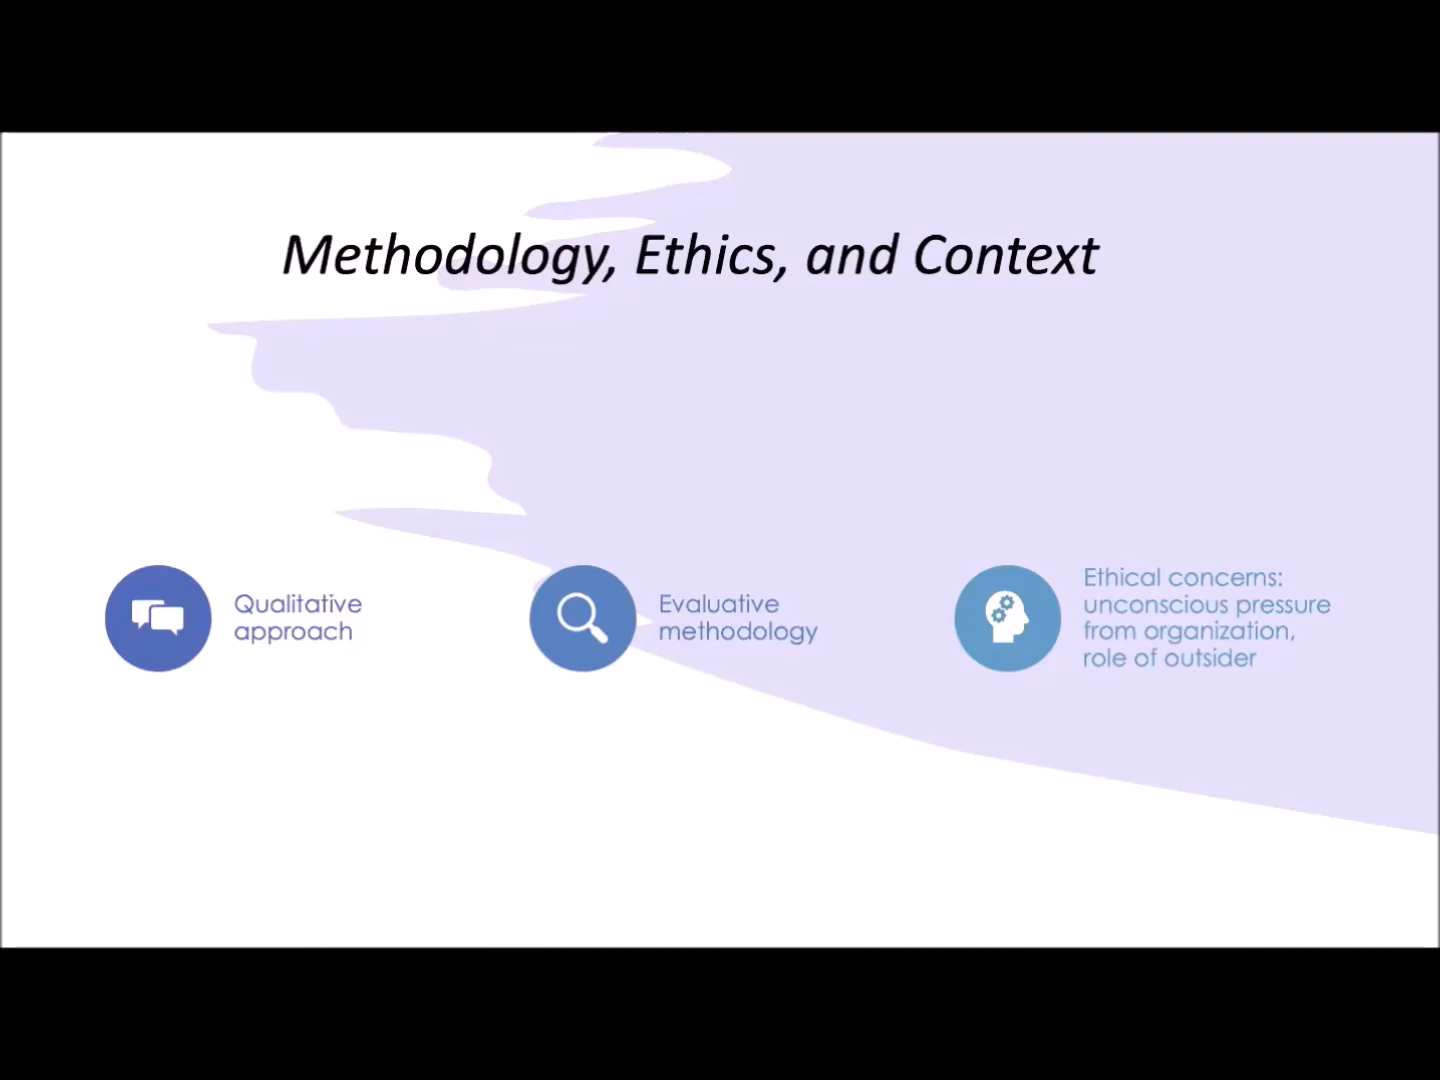 Methodology, Ethics, and Context
Qualitative
approach
Evaluative
methodology
Ethical concerns:
unconscious pressure
from organization,
role of outsider